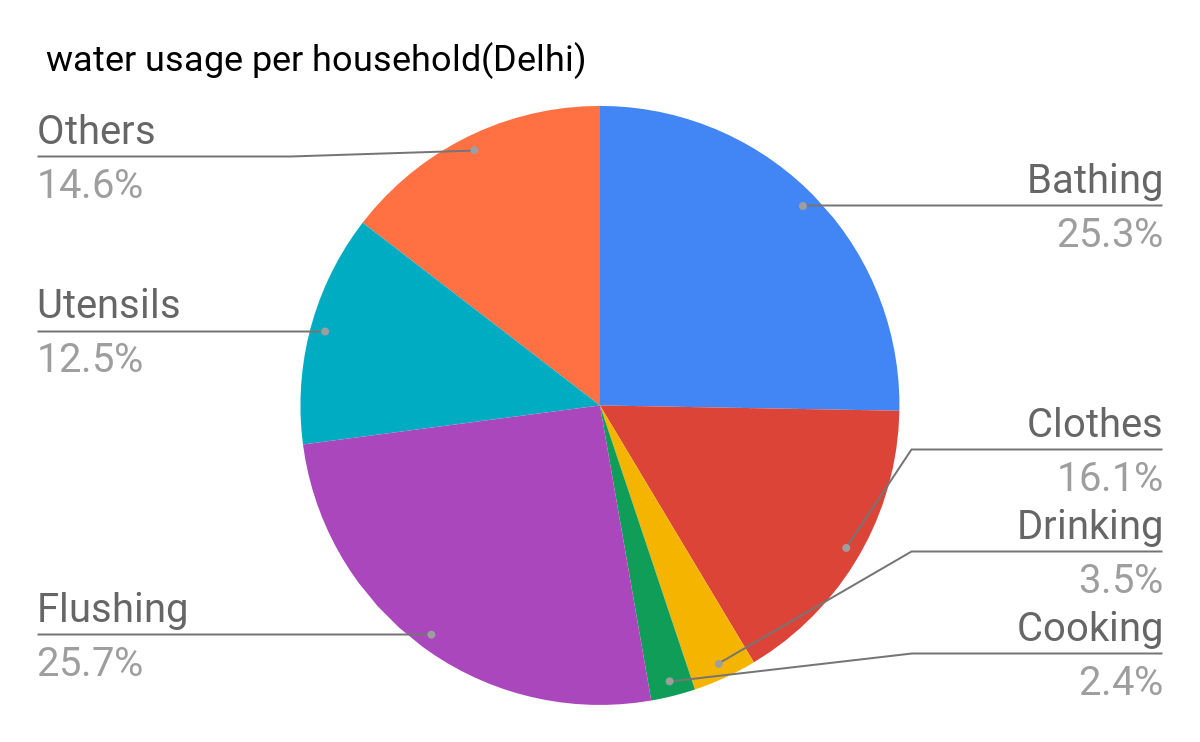 water usage per household(Delhi)
Others
14.6%
Utensils
12.5%
Flushing
25.7%
Bathing
25.3%
Clothes
16.1%
Drinking
3.5%
Cooking
2.4%